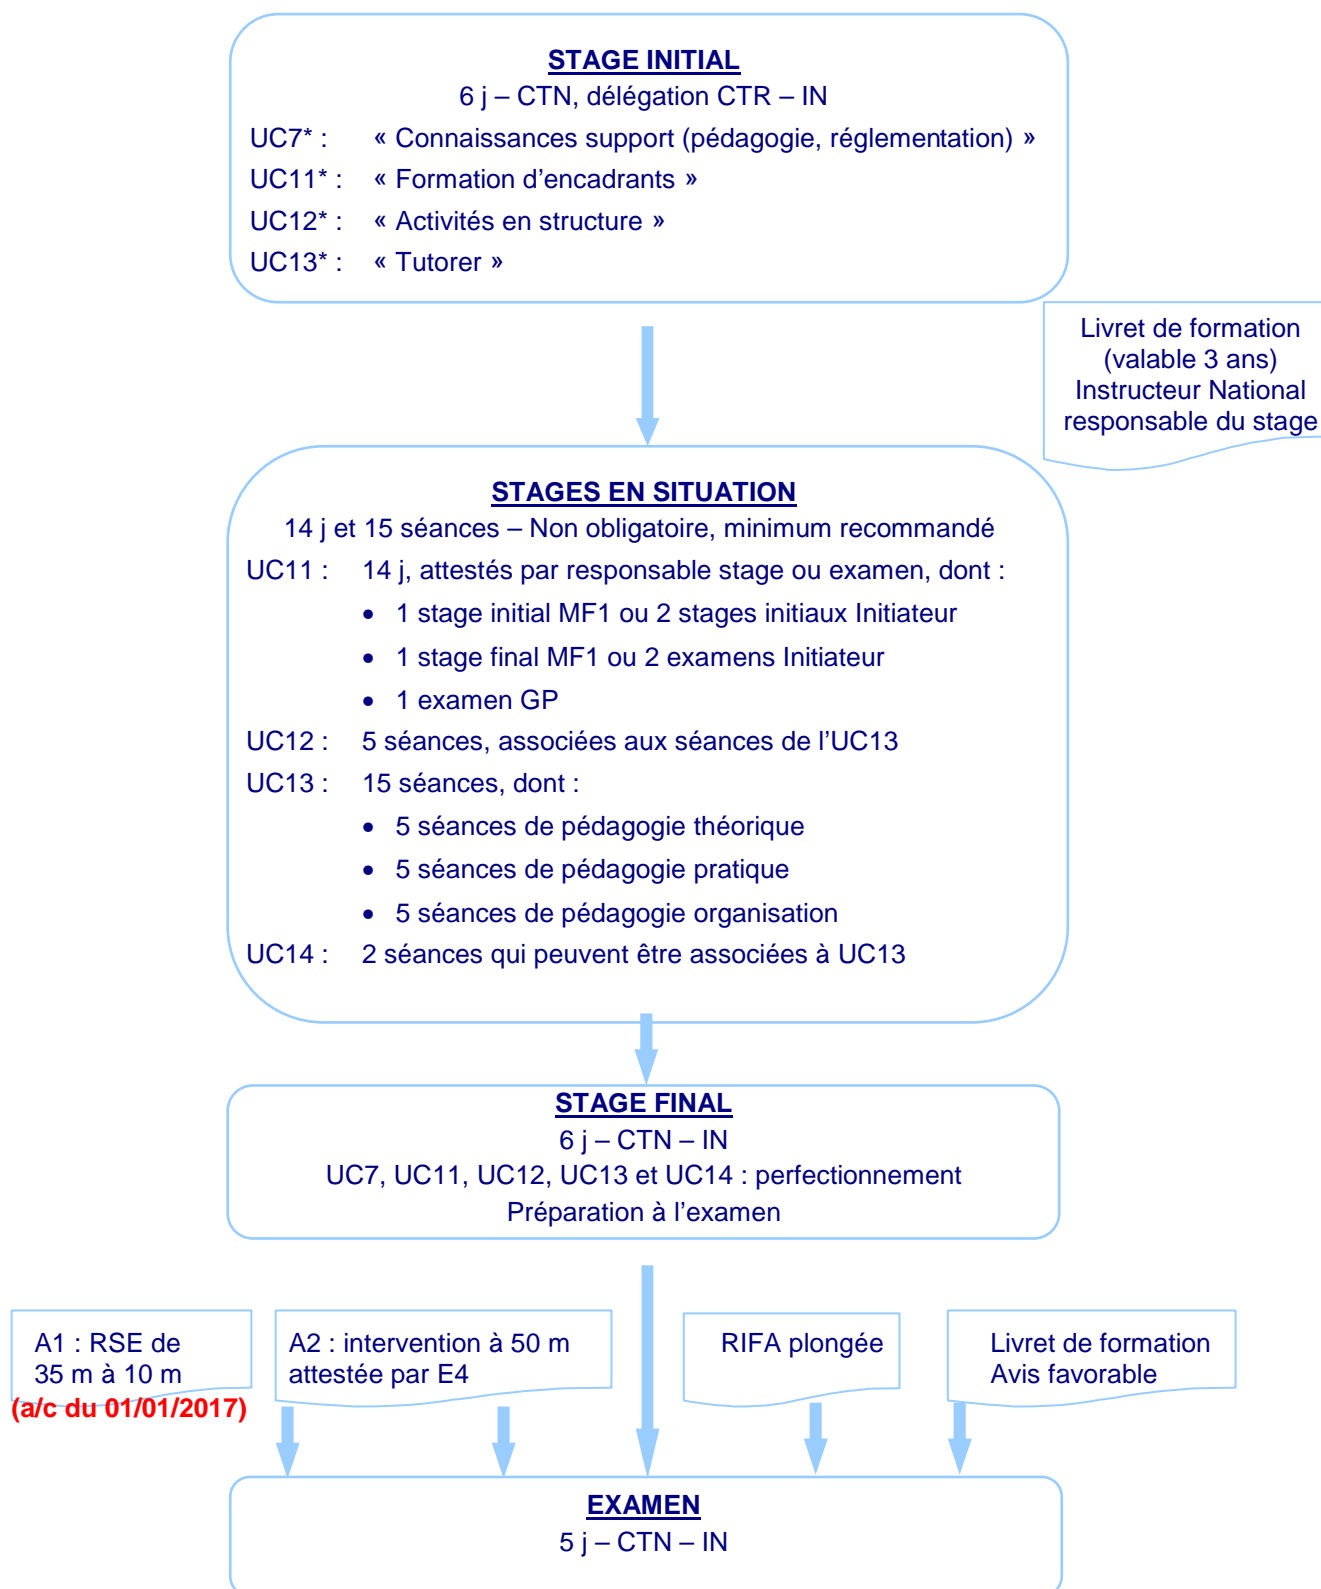 STAGE INITIAL
6 j – CTN, délégation CTR – IN
UC7* : « Connaissances support (pédagogie, réglementation) »
UC11* : « Formation d'encadrants »
UC12* : « Activités en structure »
UC13* : « Tutorer »
Livret de formation
(valable 3 ans)
Instructeur National
responsable du stage
STAGES EN SITUATION
14 j et 15 séances – Non obligatoire, minimum recommandé
UC11 : 14 j, attestés par responsable stage ou examen, dont :
• 1 stage initial MF1 ou 2 stages initiaux Initiateur
• 1 stage final MF1 ou 2 examens Initiateur
• 1 examen GP
UC12 : 5 séances, associées aux séances de l'UC13
UC13 : 15 séances, dont :
• 5 séances de pédagogie théorique
• 5 séances de pédagogie pratique
• 5 séances de pédagogie organisation
UC14 : 2 séances qui peuvent être associées à UC13
STAGE FINAL
6 j – CTN – IN
UC7, UC11, UC12, UC13 et UC14 : perfectionnement
Préparation à l'examen
A1 : RSE de
35 m à 10 m
(a/c du 01/01/2017)
A2 : intervention à 50 m
attestée par E4
RIFA plongée
Livret de formation
Avis favorable
EXAMEN
5 j – CTN – IN